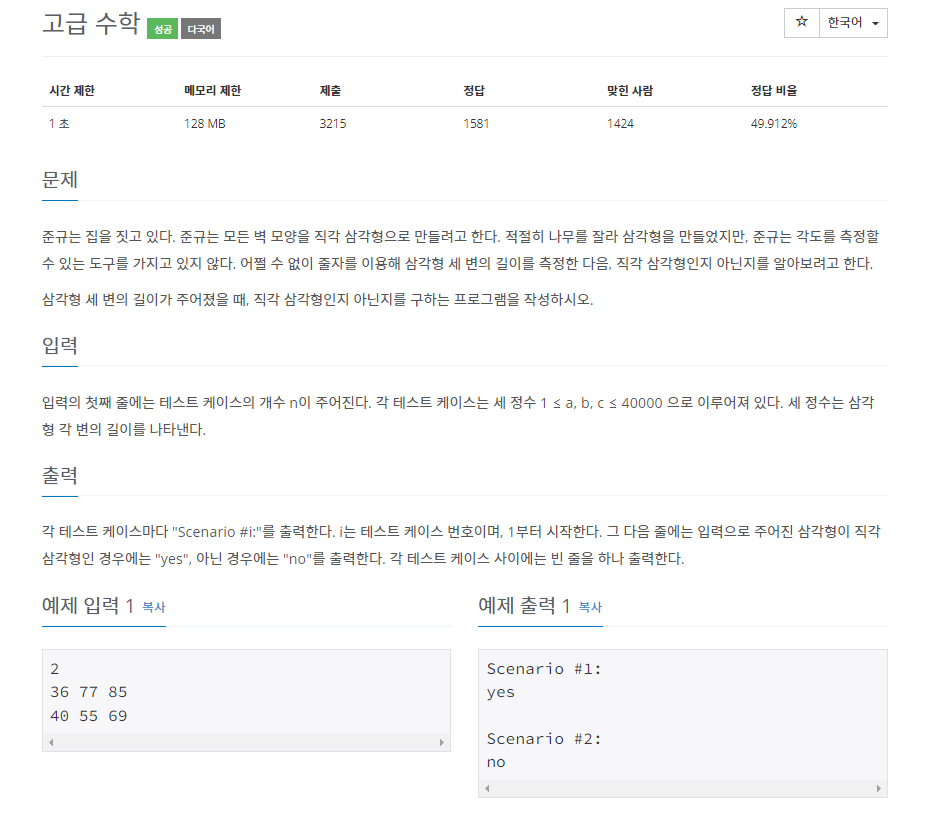 고급 수학 성공 다국어 ☆ 한국어
시간 제한 메모리 제한 제출 정답 맞힌 사람 정답 비율
1 초 128 MB 3215 1581 1424 49.912%
문제
준규는 집을 짓고 있다. 준규는 모든 벽 모양을 직각 삼각형으로 만들려고 한다. 적절히 나무를 잘라 삼각형을 만들었지만, 준규는 각도를 측정할
수 있는 도구를 가지고 있지 않다. 어쩔 수 없이 줄자를 이용해 삼각형 세 변의 길이를 측정한 다음, 직각 삼각형인지 아닌지를 알아보려고 한다.
삼각형 세 변의 길이가 주어졌을 때, 직각 삼각형인지 아닌지를 구하는 프로그램을 작성하시오.
입력
입력의 첫째 줄에는 테스트 케이스의 개수 n이 주어진다. 각 테스트 케이스는 세 정수 1 ≤ a, b, c ≤ 40000 으로 이루어져 있다. 세 정수는 삼각
형 각 변의 길이를 나타낸다.
출력
각 테스트 케이스마다 "Scenario #i:"를 출력한다. i는 테스트 케이스 번호이며, 1부터 시작한다. 그 다음 줄에는 입력으로 주어진 삼각형이 직각
삼각형인 경우에는 "yes", 아닌 경우에는 "no"를 출력한다. 각 테스트 케이스 사이에는 빈 줄을 하나 출력한다.
예제 입력 1 복사
2
36 77 85
40 55 69
예제 출력 1 복사
Scenario #1:
yes
Scenario #2:
no